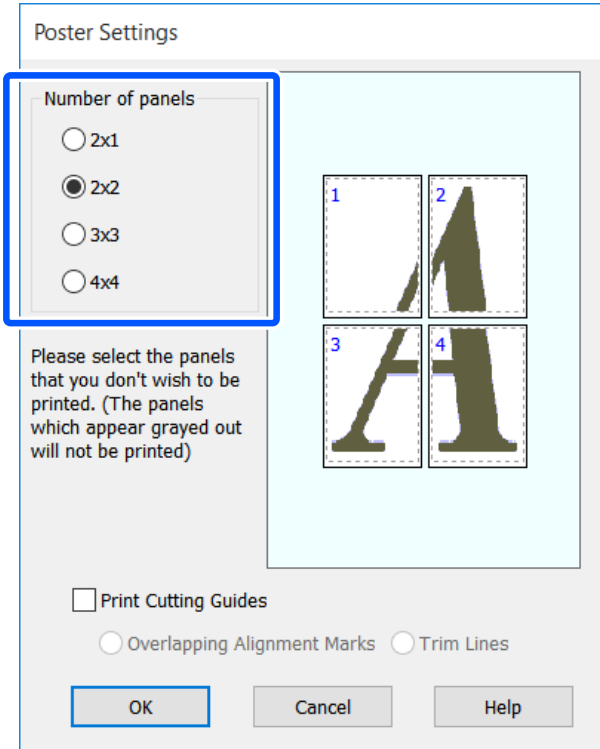 Poster Settings
Number of panels
2x1
2x2
3x3
4x4
1
2
3
4
Please select the panels
that you don't wish to be
printed. (The panels
which appear grayed out
will not be printed)
Print Cutting Guides
Overlapping Alignment Marks
Trim Lines
OK
Cancel
Help